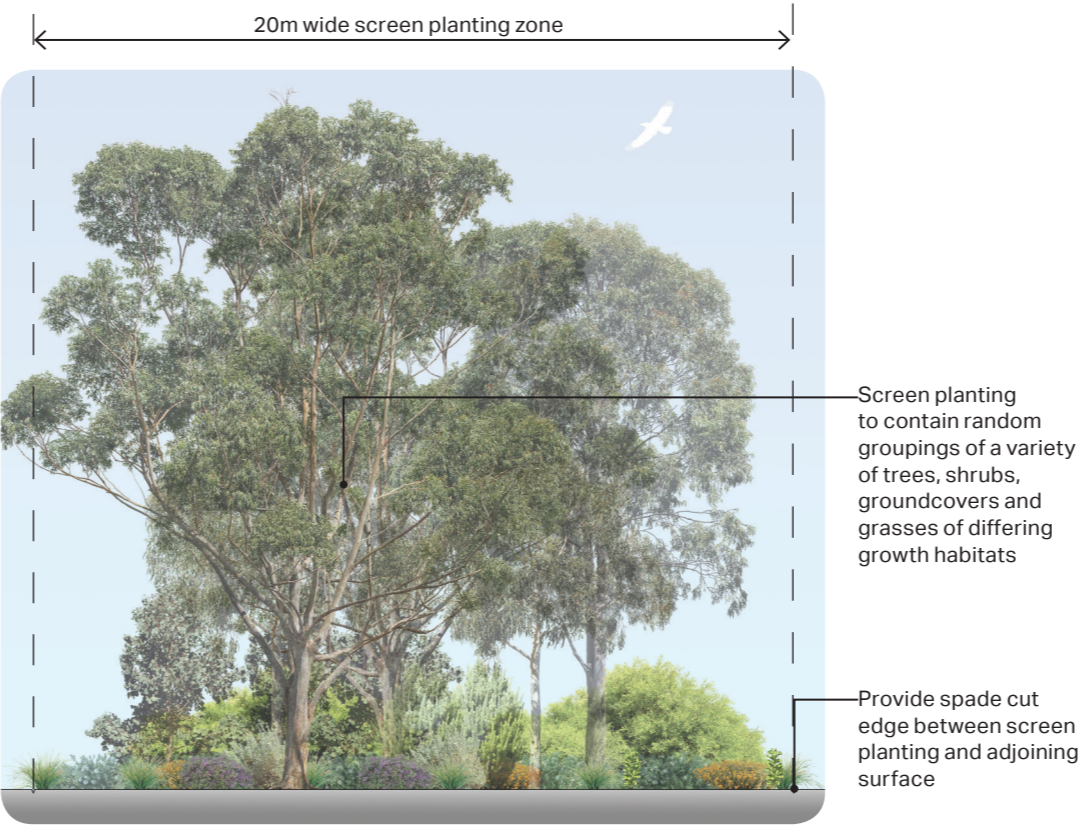 20m wide screen planting zone
Screen planting
to contain random
groupings of a variety
of trees, shrubs,
groundcovers and
grasses of differing
growth habitats
Provide spade cut
edge between screen
planting and adjoining
surface